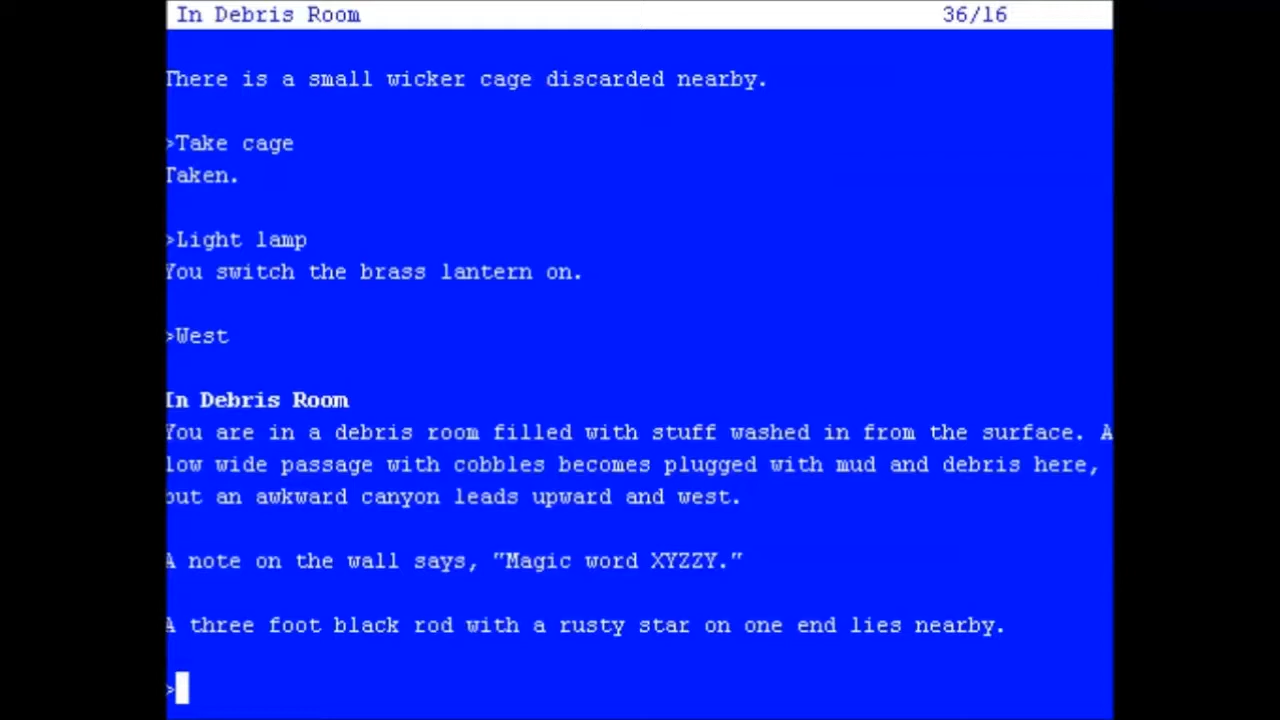 In Debris Room 36/16
There is a small wicker cage discarded nearby.
>Take cage
Taken.
>Light lamp
You switch the brass lantern on.
>West
In Debris Room
You are in a debris room filled with stuff washed in from the surface. A
low wide passage with cobbles becomes plugged with mud and debris here,
but an awkward canyon leads upward and west.
A note on the wall says, "Magic word XYZZY."
A three foot black rod with a rusty star on one end lies nearby.
>